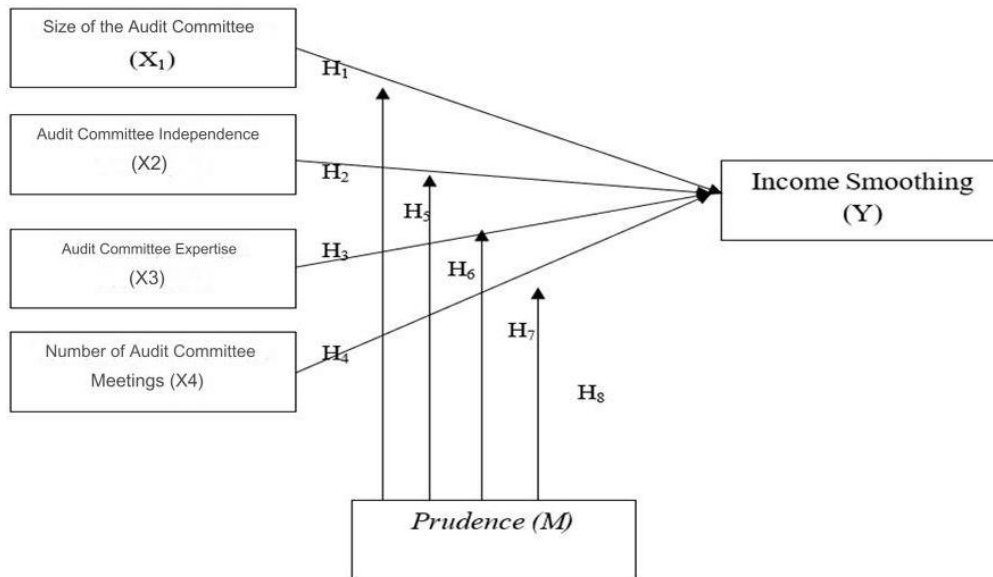 Size of the Audit Committee
(X₁)
H₁
Audit Committee Independence
(X2)
H₂
Income Smoothing
(Y)
H₅
Audit Committee Expertise
(X3)
H₃
H₆
Number of Audit Committee
Meetings (X4)
H₄
H₇
H₈
Prudence (M)